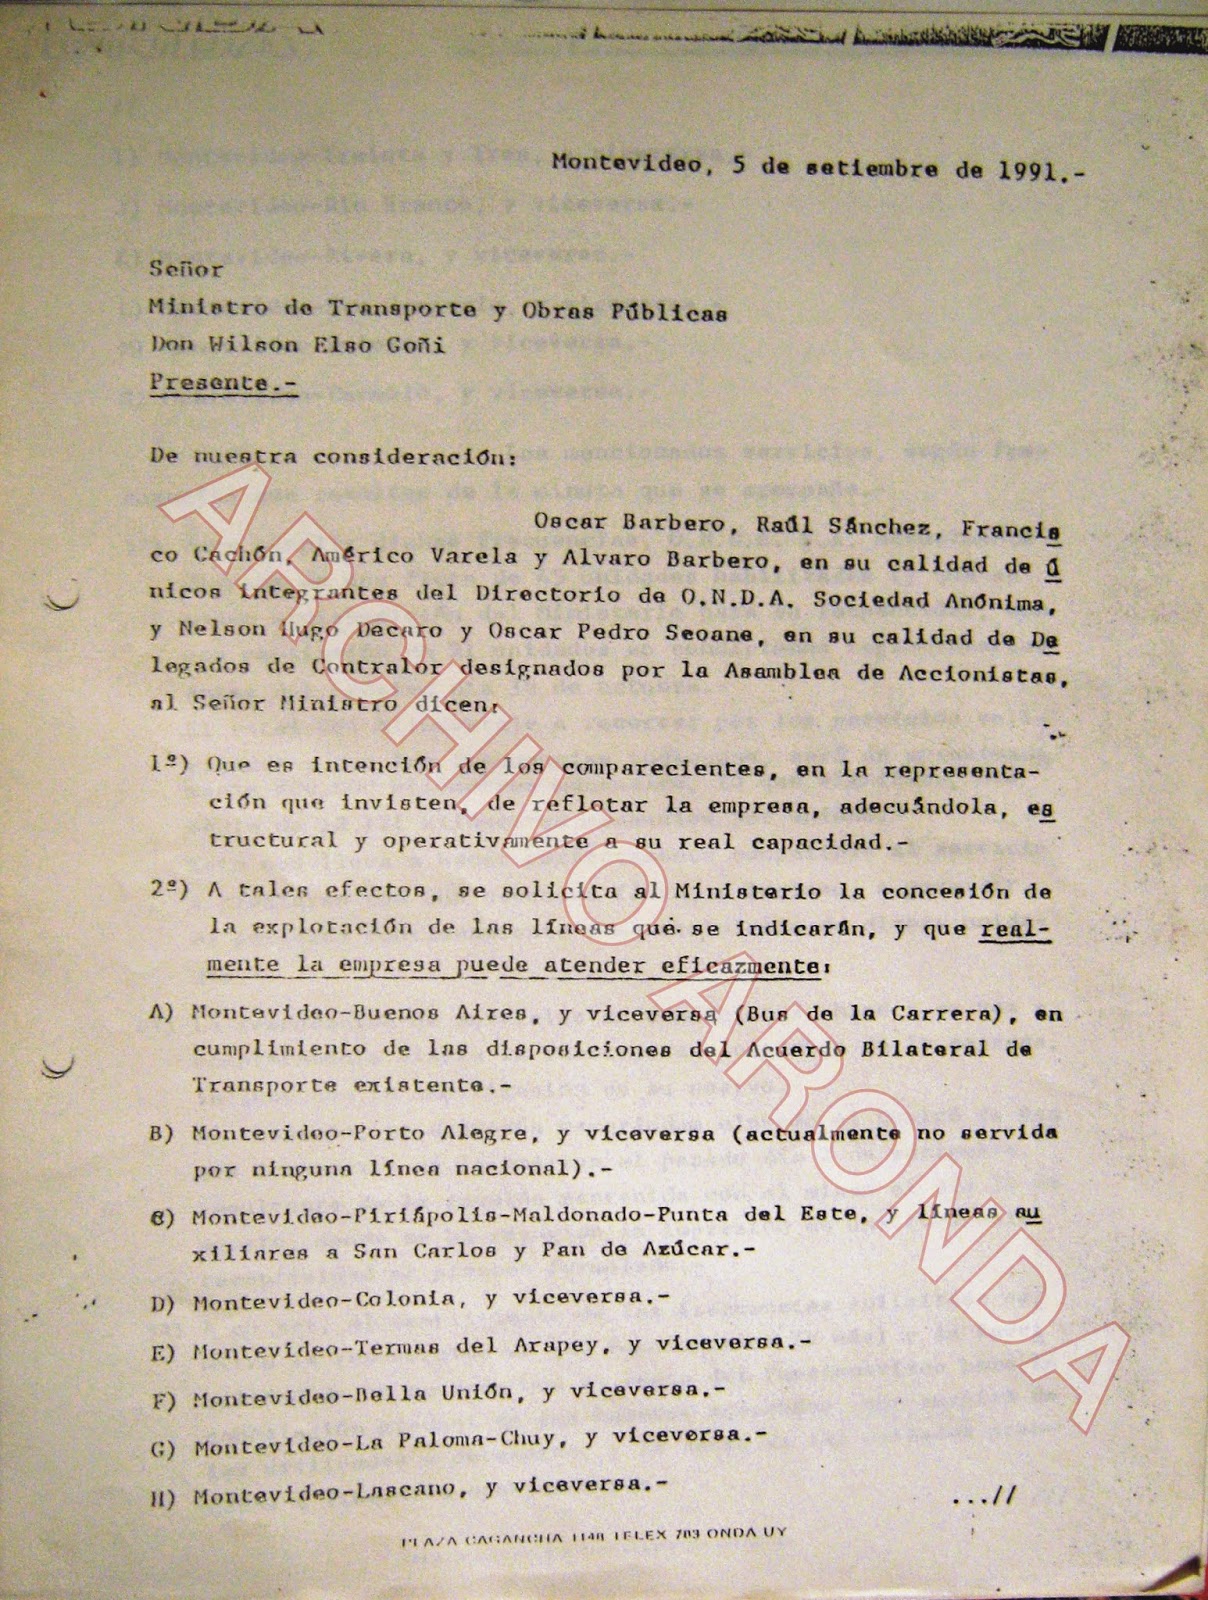 Montevideo, 5 de setiembre de 1991.-
Señor
Ministro de Transporte y Obras Públicas
Don Wilson Elso Goñi
Presente.-
De nuestra consideración:
Oscar Barbero, Raúl Sánchez, Francis
co Cachón, Américo Varela y Alvaro Barbero, en su calidad de ú
nicos integrantes del Directorio de O.N.D.A. Sociedad Anónima,
y Nelson Hugo Decaro y Oscar Pedro Seoane, en su calidad de De
legados de Contralor designados por la Asamblea de Accionistas,
al Señor Ministro dicen:
1º) Que es intención de los comparecientes, en la representa-
ción que invisten, de reflotar la empresa, adecuándola, es
tructural y operativamente a su real capacidad.-
2º) A tales efectos, se solicita al Ministerio la concesión de
la explotación de las líneas que se indicarán, y que real-
mente la empresa puede atender eficazmente:
A) Montevideo-Buenos Aires, y viceversa (Bus de la Carrera), en
cumplimiento de las disposiciones del Acuerdo Bilateral de
Transporte existente.-
B) Montevideo-Porto Alegre, y viceversa (actualmente no servida
por ninguna línea nacional).-
C) Montevideo-Piriápolis-Maldonado-Punta del Este, y líneas au
xiliares a San Carlos y Pan de Azúcar.-
D) Montevideo-Colonia, y viceversa.-
E) Montevideo-Termas del Arapey, y viceversa.-
F) Montevideo-Bella Unión, y viceversa.-
G) Montevideo-La Paloma-Chuy, y viceversa.-
H) Montevideo-Lascano, y viceversa.-
...//
PLAZA CAGANCHA 1140 TELEX 703 ONDA UY
ARCHIVO ARONDA